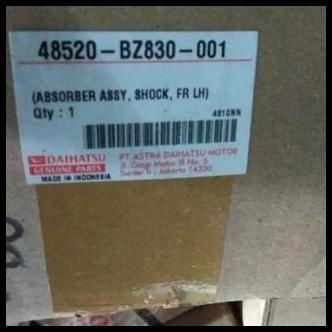 48520-BZ830-001
(ABSORBER ASSY, SHOCK, FR LH)
Qty : 1
4810NN
DAIHATSU
GENUINE PARTS
MADE IN INDONESIA
PT. ASTRA DAIHATSU MOTOR
Jl. Gaya Motor III No. 5
Sunter II - Jakarta 14330